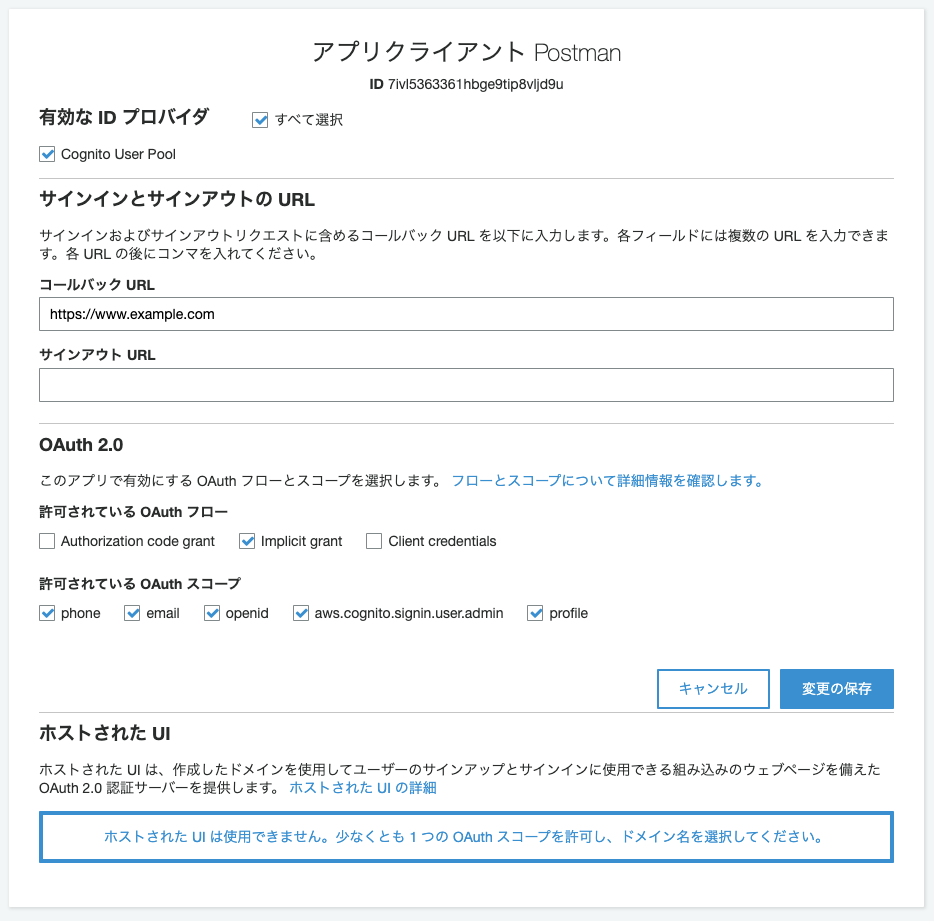 アプリクライアント Postman
ID 7ivl5363361hbge9tip8vljd9u
有効な ID プロバイダ
すべて選択
Cognito User Pool
サインインとサインアウトの URL
サインインおよびサインアウトリクエストに含めるコールバック URL を以下に入力します。各フィールドには複数の URL を入力できま
す。各 URL の後にコンマを入れてください。
コールバック URL
https://www.example.com
サインアウト URL
OAuth 2.0
このアプリで有効にする OAuth フローとスコープを選択します。 フローとスコープについて詳細情報を確認します。
許可されている OAuth フロー
Authorization code grant Implicit grant Client credentials
許可されている OAuth スコープ
phone email openid aws.cognito.signin.user.admin profile
キャンセル 変更の保存
ホストされた UI
ホストされた UI は、作成したドメインを使用してユーザーのサインアップとサインインに使用できる組み込みのウェブページを備えた
OAuth 2.0 認証サーバーを提供します。 ホストされた UI の詳細
ホストされた UI は使用できません。少なくとも 1 つの OAuth スコープを許可し、ドメイン名を選択してください。